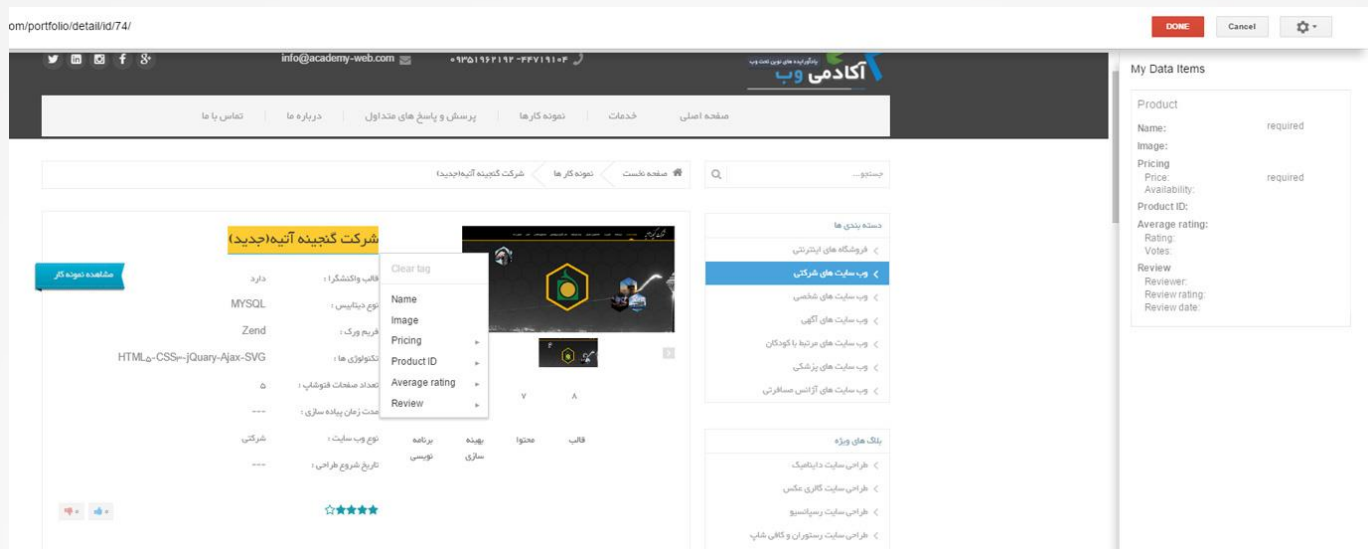 om/portfolio/detail/id/74/
DONE
Cancel
info@academy-web.com
آکادمی وب
صفحه اصلی
خدمات
نمونه کارها
پرسش و پاسخ های متداول
درباره ما
تماس با ما
جستجو...
صفحه نخست
نمونه کار ها
شرکت گنجینه آتیه(جدید)
شرکت گنجینه آتیه(جدید)
مشاهده نمونه کار
قالب واکنشگرا :
دارد
نوع دیتابیس :
MYSQL
فریم ورک :
Zend
تکنولوژی ها :
HTML۵-CSS۳-jQuary-Ajax-SVG
تعداد صفحات فتوشاپ :
۵
مدت زمان پیاده سازی :
---
نوع وب سایت :
شرکتی
تاریخ شروع طراحی :
---
Clear tag
Name
Image
Pricing
Product ID
Average rating
Review
۸
۷
قالب
محتوا
بهینه سازی
برنامه نویسی
دسته بندی ها
فروشگاه های اینترنتی
وب سایت های شرکتی
وب سایت های شخصی
وب سایت های آگهی
وب سایت های مرتبط با کودکان
وب سایت های پزشکی
وب سایت های آژانس مسافرتی
بلاگ های ویژه
طراحی سایت داینامیک
طراحی سایت گالری عکس
طراحی سایت رسپانسیو
طراحی سایت رستوران و کافی شاپ
My Data Items
Product
Name: required
Image:
Pricing
Price: required
Availability:
Product ID:
Average rating:
Rating:
Votes:
Review
Reviewer:
Review rating:
Review date: